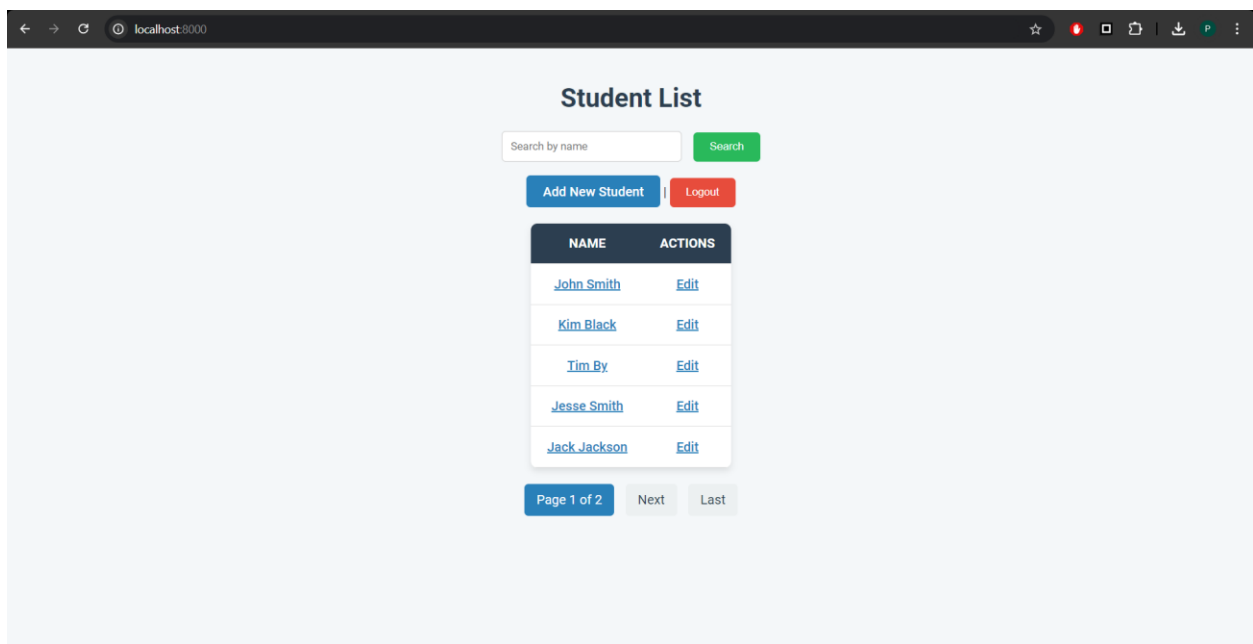 localhost:8000
P
Student List
Search by name Search
Add New Student | Logout
NAME ACTIONS
John Smith Edit
Kim Black Edit
Tim By Edit
Jesse Smith Edit
Jack Jackson Edit
Page 1 of 2 Next Last